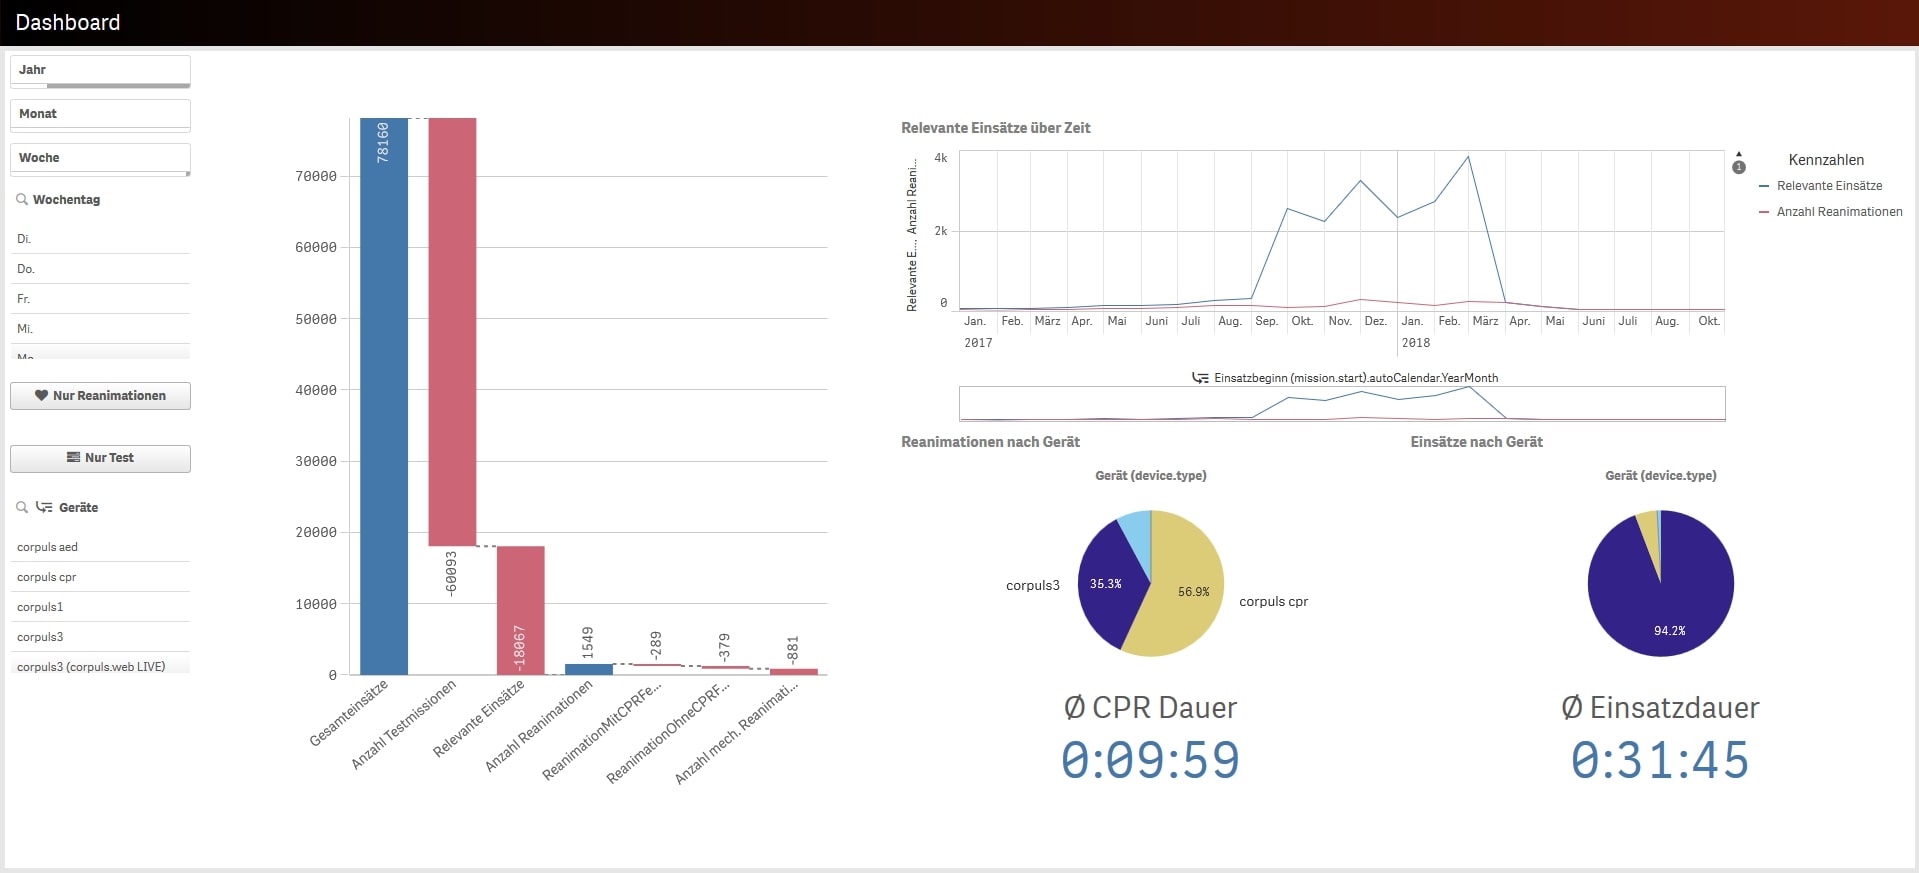 Dashboard
Jahr
Monat
Woche
Wochentag
Di.
Do.
Fr.
Mi.
Mo.
Nur Reanimationen
Nur Test
Geräte
corpuls aed
corpuls cpr
corpuls1
corpuls3
corpuls3 (corpuls.web LIVE)
70000
60000
50000
40000
30000
20000
10000
0
78160
-60093
-18067
1549
-289
-379
-881
Gesamteinsätze
Anzahl Testmissionen
Relevante Einsätze
Anzahl Reanimationen
ReanimationMitCPRFe...
ReanimationOhneCPRF...
Anzahl mech. Reanimati...
Relevante Einsätze über Zeit
Relevante E..., Anzahl Reani...
4k
2k
0
Jan. Feb. März Apr. Mai Juni Juli Aug. Sep. Okt. Nov. Dez. Jan. Feb. März Apr. Mai Juni Juli Aug. Okt.
2017 2018
Einsatzbeginn (mission.start).autoCalendar.YearMonth
1
Kennzahlen
Relevante Einsätze
Anzahl Reanimationen
Reanimationen nach Gerät
Gerät (device.type)
corpuls3
35.3%
56.9%
corpuls cpr
Einsätze nach Gerät
Gerät (device.type)
94.2%
Ø CPR Dauer
0:09:59
Ø Einsatzdauer
0:31:45